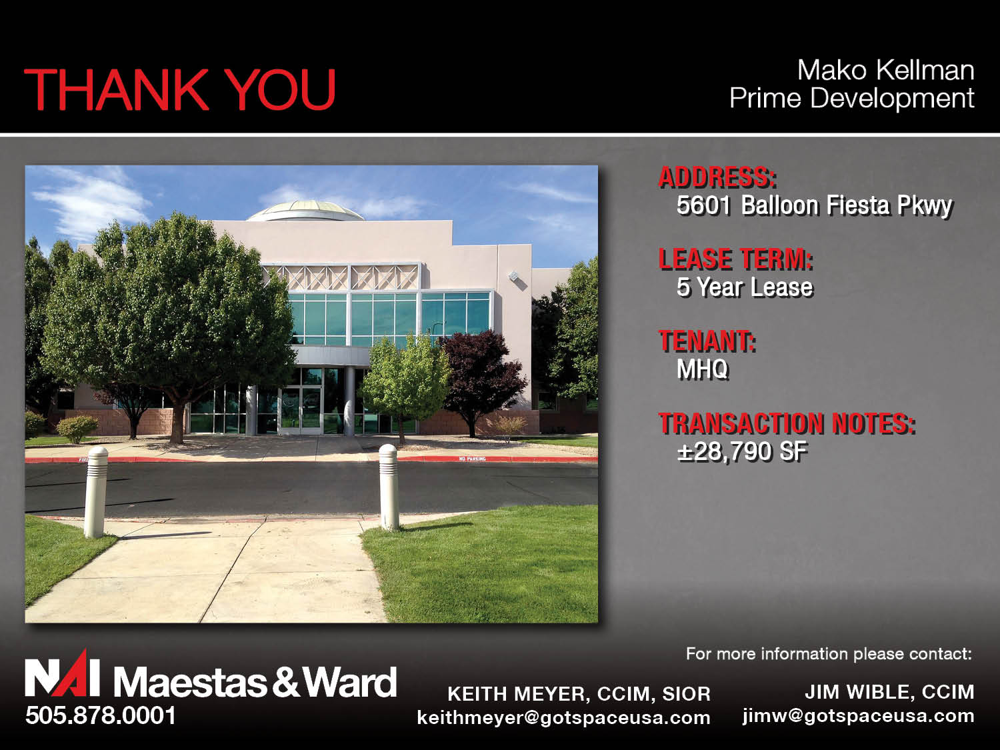 THANK YOU
Mako Kellman
Prime Development
ADDRESS:
5601 Balloon Fiesta Pkwy
LEASE TERM:
5 Year Lease
TENANT:
MHQ
TRANSACTION NOTES:
±28,790 SF
FIRE
NO PARKING
For more information please contact:
NAI Maestas & Ward
505.878.0001
KEITH MEYER, CCIM, SIOR
keithmeyer@gotspaceusa.com
JIM WIBLE, CCIM
jimw@gotspaceusa.com